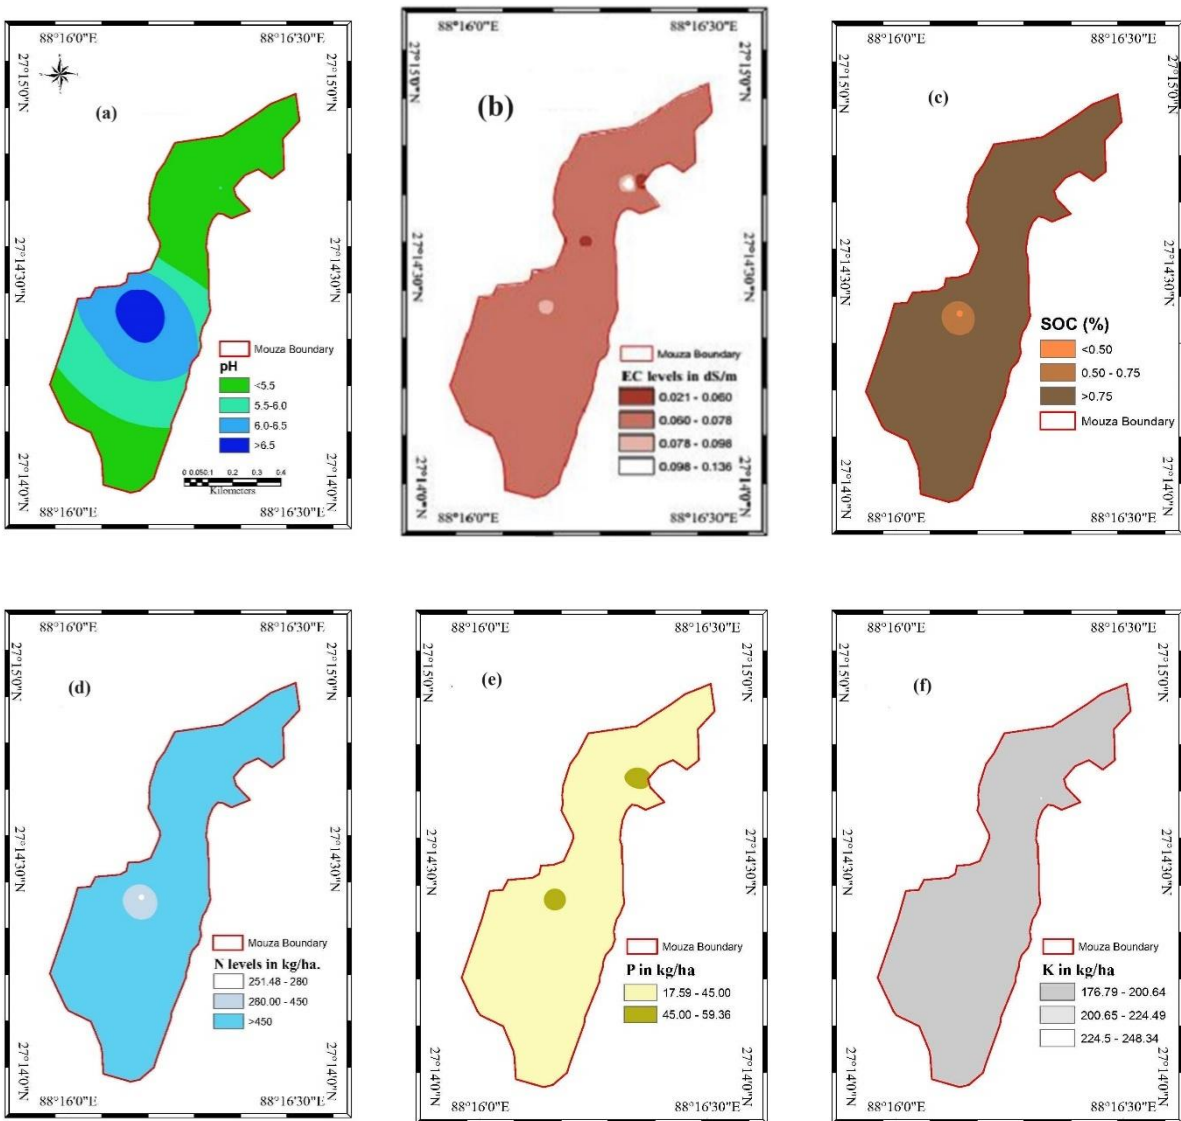 88°16'0"E 88°16'30"E
27°15'0"N 27°15'0"N
(a)
27°14'30"N 27°14'30"N
Mouza Boundary
pH
<5.5
5.5-6.0
6.0-6.5
>6.5
0 0.050.1 0.2 0.3 0.4
Kilometers
27°14'0"N 27°14'0"N
88°16'0"E 88°16'30"E
88°16'0"E 88°16'30"E
27°15'0"N 27°15'0"N
(b)
27°14'30"N 27°14'30"N
Mouza Boundary
EC levels in dS/m
0.021 - 0.060
0.060 - 0.078
0.078 - 0.098
0.098 - 0.136
27°14'0"N 27°14'0"N
88°16'0"E 88°16'30"E
88°16'0"E 88°16'30"E
27°15'0"N 27°15'0"N
(c)
27°14'30"N 27°14'30"N
SOC (%)
<0.50
0.50 - 0.75
>0.75
Mouza Boundary
27°14'0"N 27°14'0"N
88°16'0"E 88°16'30"E
88°16'0"E 88°16'30"E
27°15'0"N 27°15'0"N
(d)
27°14'30"N 27°14'30"N
Mouza Boundary
N levels in kg/ha.
251.48 - 280
280.00 - 450
>450
27°14'0"N 27°14'0"N
88°16'0"E 88°16'30"E
88°16'0"E 88°16'30"E
27°15'0"N 27°15'0"N
(e)
27°14'30"N 27°14'30"N
Mouza Boundary
P in kg/ha
17.59 - 45.00
45.00 - 59.36
27°14'0"N 27°14'0"N
88°16'0"E 88°16'30"E
88°16'0"E 88°16'30"E
27°15'0"N 27°15'0"N
(f)
27°14'30"N 27°14'30"N
Mouza Boundary
K in kg/ha
176.79 - 200.64
200.65 - 224.49
224.5 - 248.34
27°14'0"N 27°14'0"N
88°16'0"E 88°16'30"E